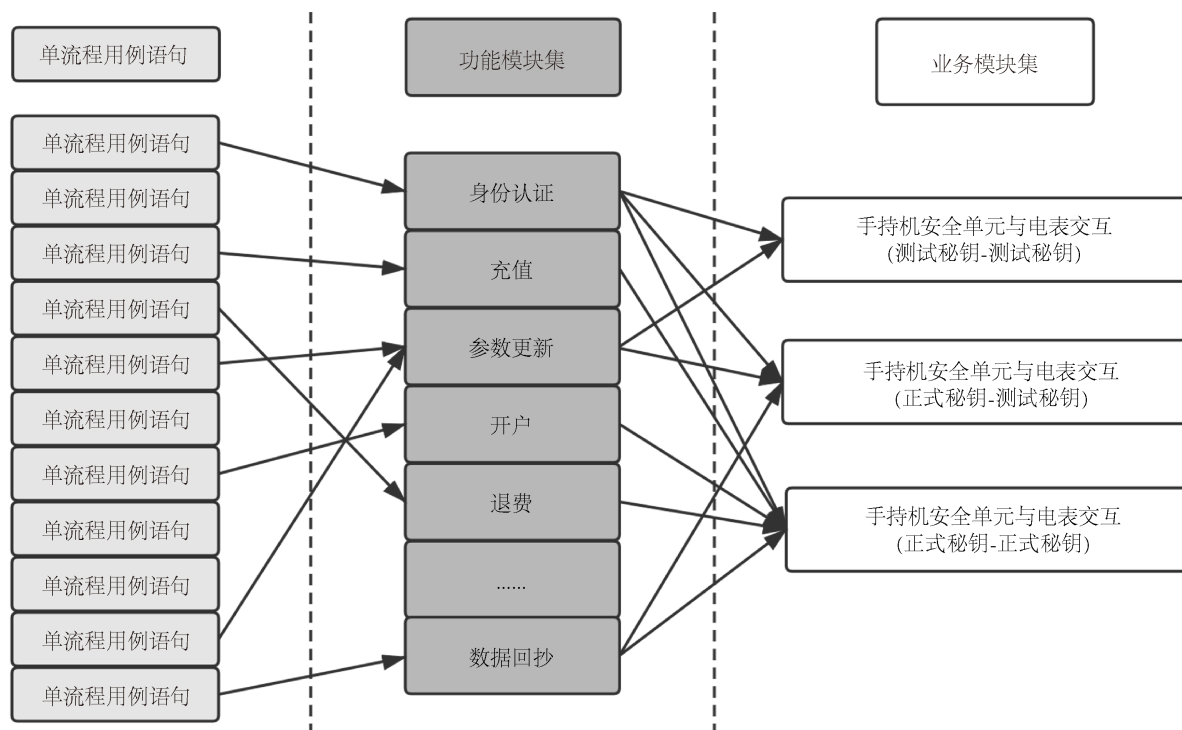 单流程用例语句
功能模块集
业务模块集
单流程用例语句
单流程用例语句
单流程用例语句
单流程用例语句
单流程用例语句
单流程用例语句
单流程用例语句
单流程用例语句
单流程用例语句
单流程用例语句
单流程用例语句
身份认证
充值
参数更新
开户
退费
......
数据回抄
手持机安全单元与电表交互
(测试秘钥-测试秘钥)
手持机安全单元与电表交互
(正式秘钥-测试秘钥)
手持机安全单元与电表交互
(正式秘钥-正式秘钥)